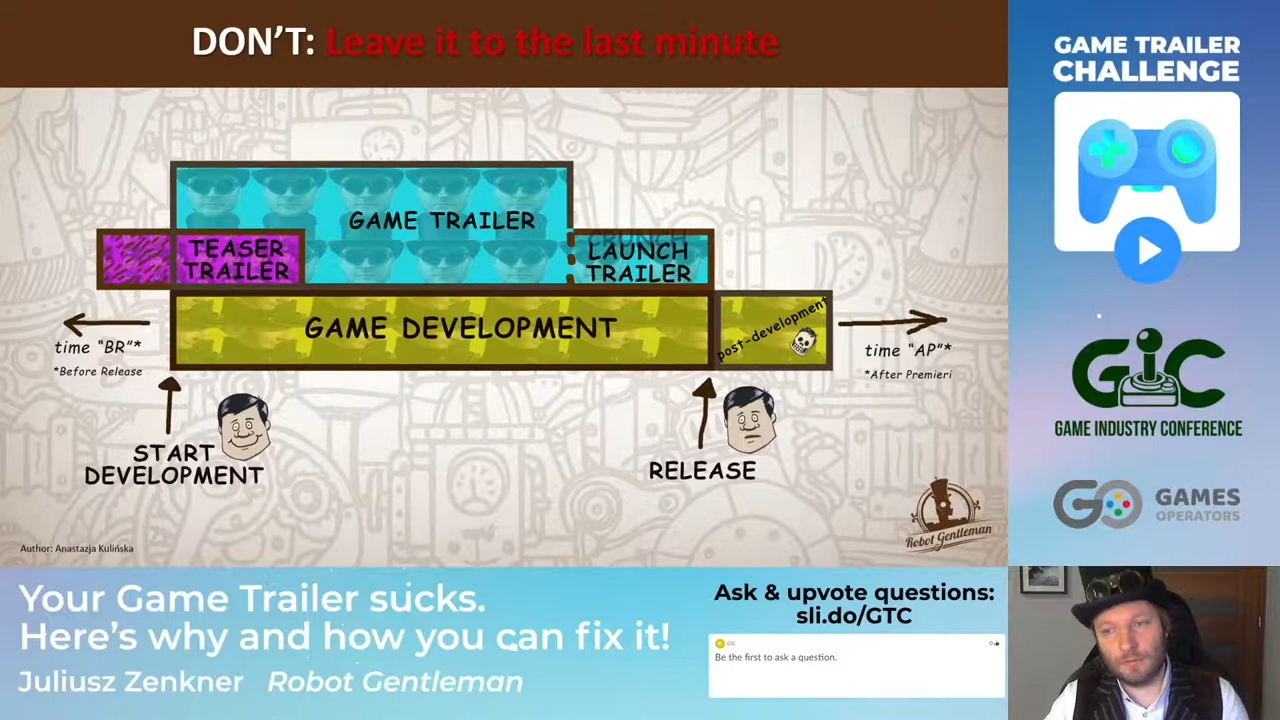 DON'T: Leave it to the last minute
GAME TRAILER
TEASER
TRAILER
LAUNCH
TRAILER
GAME DEVELOPMENT
post-development
time "BR"*
*Before Release
time "AP"*
*After Premieri
START
DEVELOPMENT
RELEASE
Author: Anastazja Kulińska
Robot Gentleman
GAME TRAILER
CHALLENGE
GIC
GAME INDUSTRY CONFERENCE
GO GAMES
OPERATORS
Your Game Trailer sucks.
Here's why and how you can fix it!
Juliusz Zenkner Robot Gentleman
Ask & upvote questions:
sli.do/GTC
GIC
0
Be the first to ask a question.